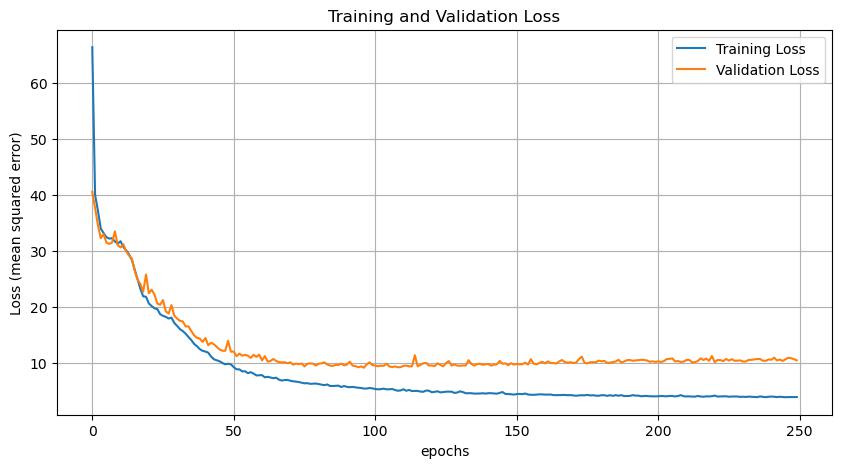 Training and Validation Loss
Training Loss
Validation Loss
Loss (mean squared error)
60
50
40
30
20
10
0
50
100
150
200
250
epochs